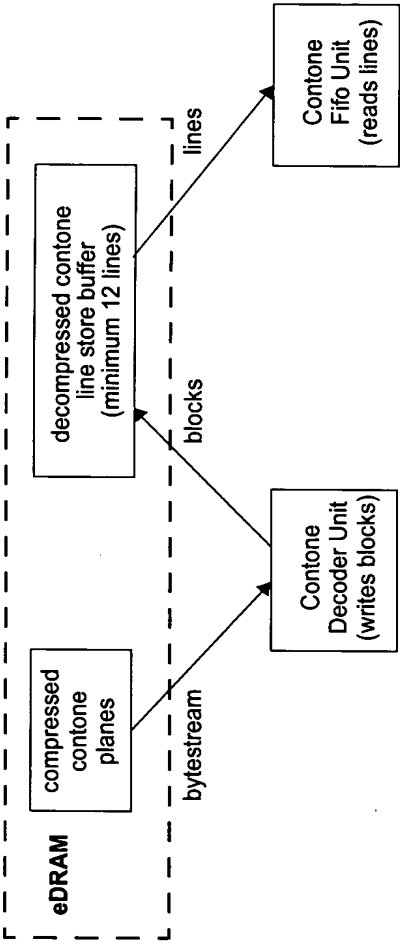 eDRAM
compressed
contone
planes
decompressed contone
line store buffer
(minimum 12 lines)
bytestream
blocks
lines
Contone
Decoder Unit
(writes blocks)
Contone
Fifo Unit
(reads lines)